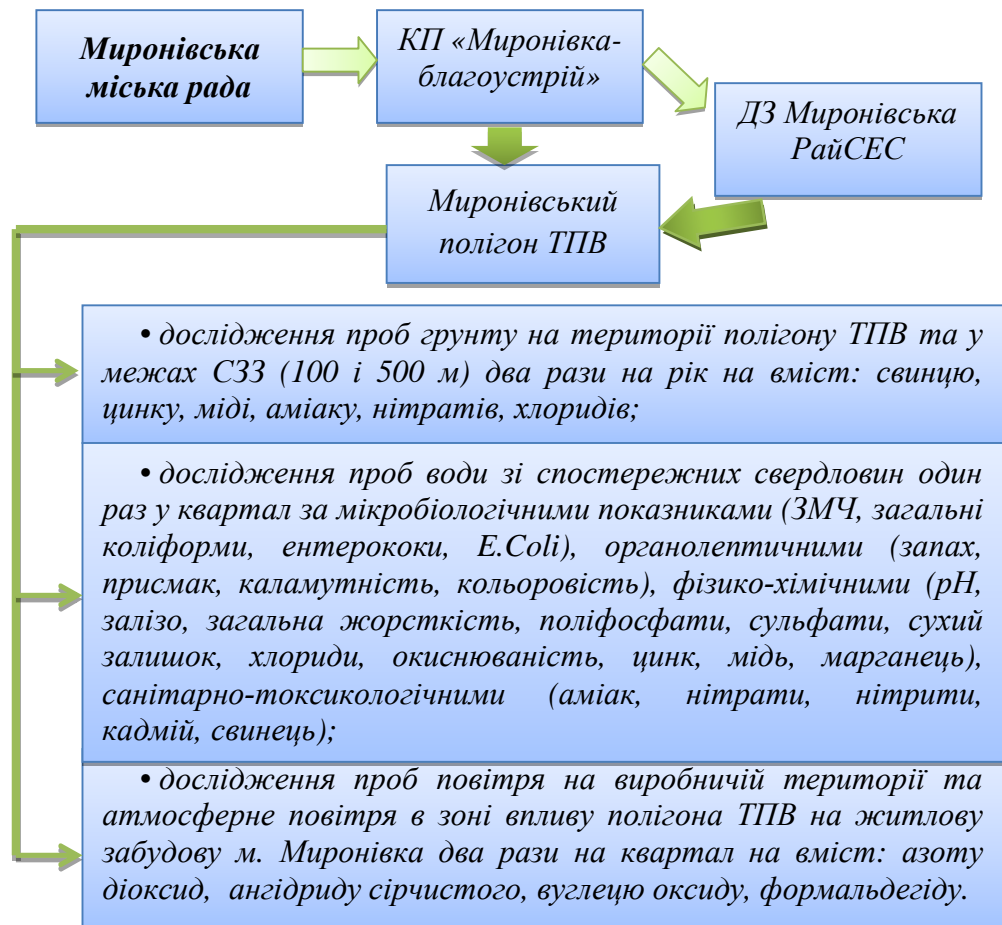 Миронівська
міська рада
КП «Миронівка-
благоустрій»
ДЗ Миронівська
РайСЕС
Миронівський
полігон ТПВ
• дослідження проб грунту на території полігону ТПВ та у
межах СЗЗ (100 і 500 м) два рази на рік на вміст: свинцю,
цинку, міді, аміаку, нітратів, хлоридів;
• дослідження проб води зі спостережних свердловин один
раз у квартал за мікробіологічними показниками (ЗМЧ, загальні
коліформи, ентерококи, E.Coli), органолептичними (запах,
присмак, каламутність, кольоровість), фізико-хімічними (рН,
залізо, загальна жорсткість, поліфосфати, сульфати, сухий
залишок, хлориди, окиснюваність, цинк, мідь, марганець),
санітарно-токсикологічними (аміак, нітрати, нітрити,
кадмій, свинець);
• дослідження проб повітря на виробничій території та
атмосферне повітря в зоні впливу полігона ТПВ на житлову
забудову м. Миронівка два рази на квартал на вміст: азоту
діоксид, ангідриду сірчистого, вуглецю оксиду, формальдегіду.